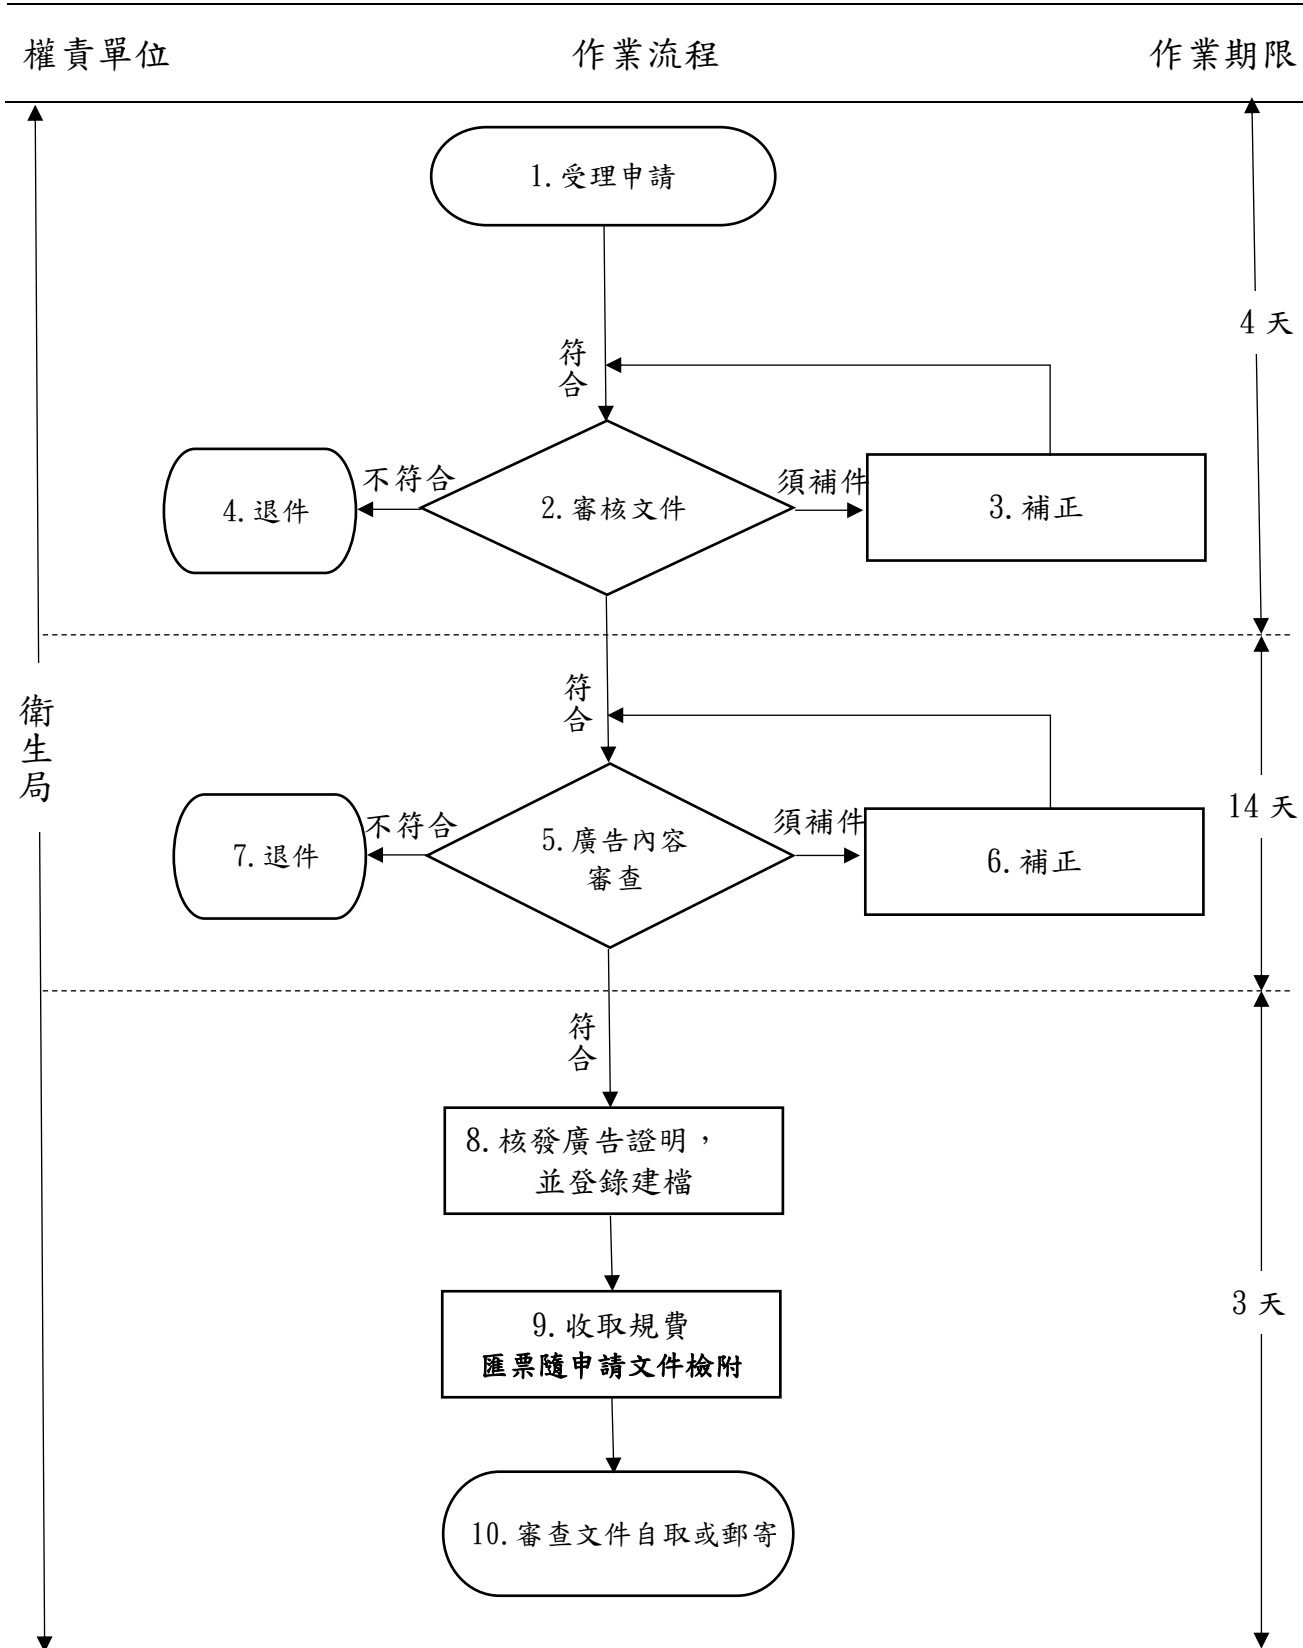 權責單位
作業流程
作業期限
1.受理申請
4天
符合
不符合
須補件
4.退件
2.審核文件
3.補正
符合
衛生局
14天
不符合
須補件
7.退件
5.廣告內容
審查
6.補正
符合
8.核發廣告證明，
並登錄建檔
3天
9.收取規費
匯票隨申請文件檢附
10.審查文件自取或郵寄